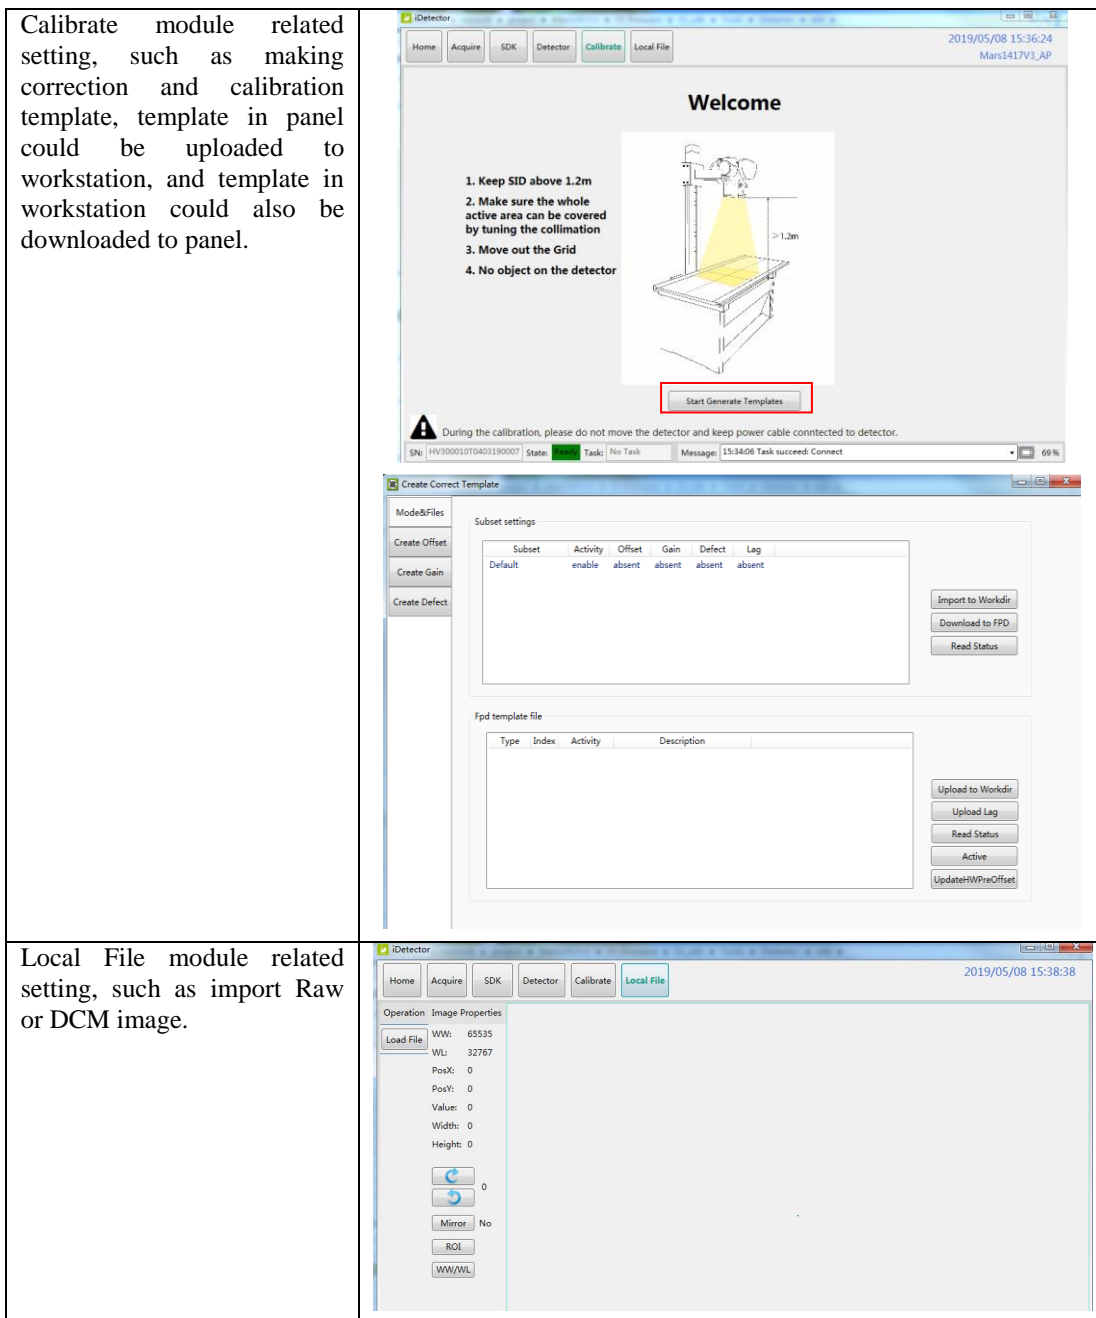 Calibrate module related
setting, such as making
correction and calibration
template, template in panel
could be uploaded to
workstation, and template in
workstation could also be
downloaded to panel.
iDetector
Home Acquire SDK Detector Calibrate Local File
2019/05/08 15:36:24
Mars1417V3_AP
Welcome
1. Keep SID above 1.2m
2. Make sure the whole
active area can be covered
by tuning the collimation
3. Move out the Grid
4. No object on the detector
≥1.2m
Start Generate Templates
During the calibration, please do not move the detector and keep power cable conntected to detector.
SN: HV300010T0403190007 State: Ready Task: No Task Message: 15:34:06 Task succeed: Connect 69%
Create Correct Template
Mode&Files
Create Offset
Create Gain
Create Defect
Subset settings
Subset Activity Offset Gain Defect Lag
Default enable absent absent absent absent
Import to Workdir
Download to FPD
Read Status
Fpd template file
Type Index Activity Description
Upload to Workdir
Upload Lag
Read Status
Active
UpdateHWPreOffset
Local File module related
setting, such as import Raw
or DCM image.
iDetector
Home Acquire SDK Detector Calibrate Local File
2019/05/08 15:38:38
Operation Image Properties
Load File
WW: 65535
WL: 32767
PosX: 0
PosY: 0
Value: 0
Width: 0
Height: 0
0
Mirror No
ROI
WW/WL